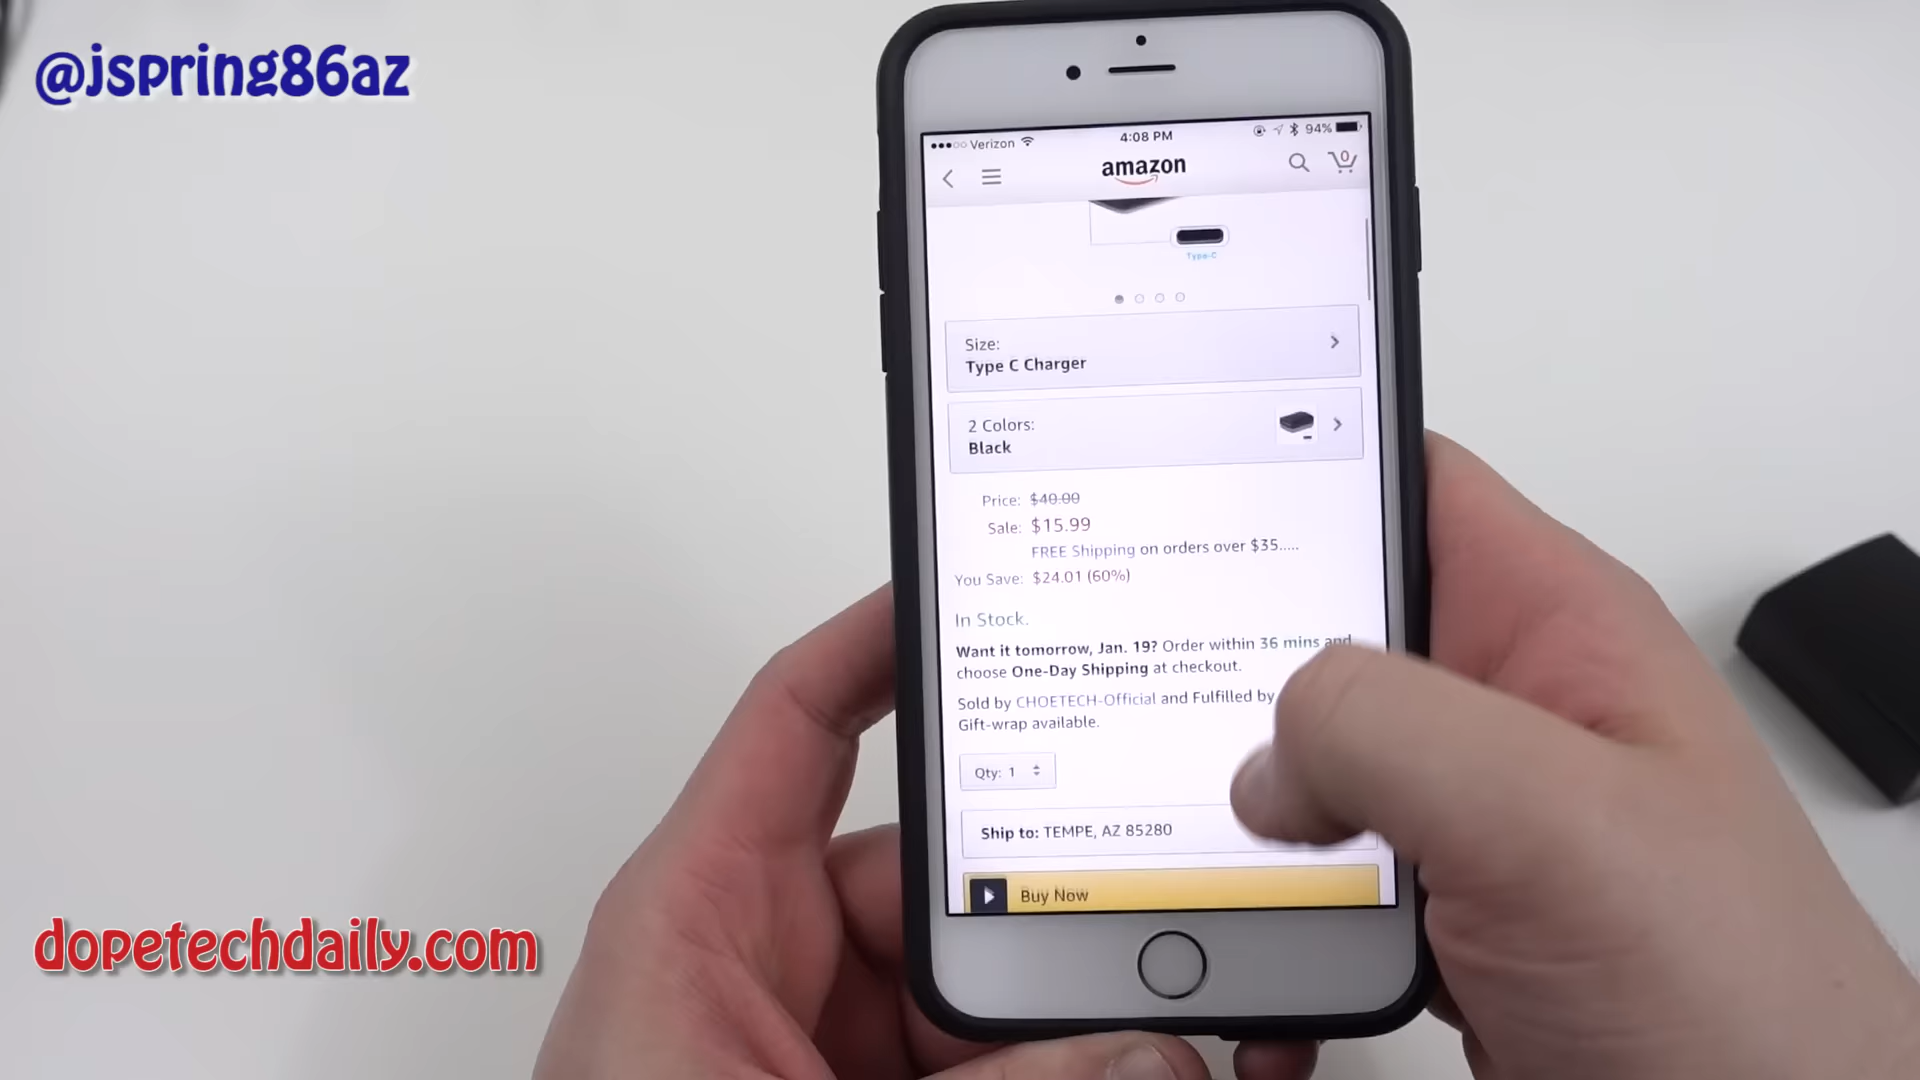 @jspring86az
Verizon
4:08 PM
94%
amazon
0
Type-C
Size:
Type C Charger
2 Colors:
Black
Price: $40.00
Sale: $15.99
FREE Shipping on orders over $35.....
You Save: $24.01 (60%)
In Stock.
Want it tomorrow, Jan. 19? Order within 36 mins and
choose One-Day Shipping at checkout.
Sold by CHOETECH-Official and Fulfilled by
Gift-wrap available.
Qty: 1
Ship to: TEMPE, AZ 85280
Buy Now
dopetechdaily.com